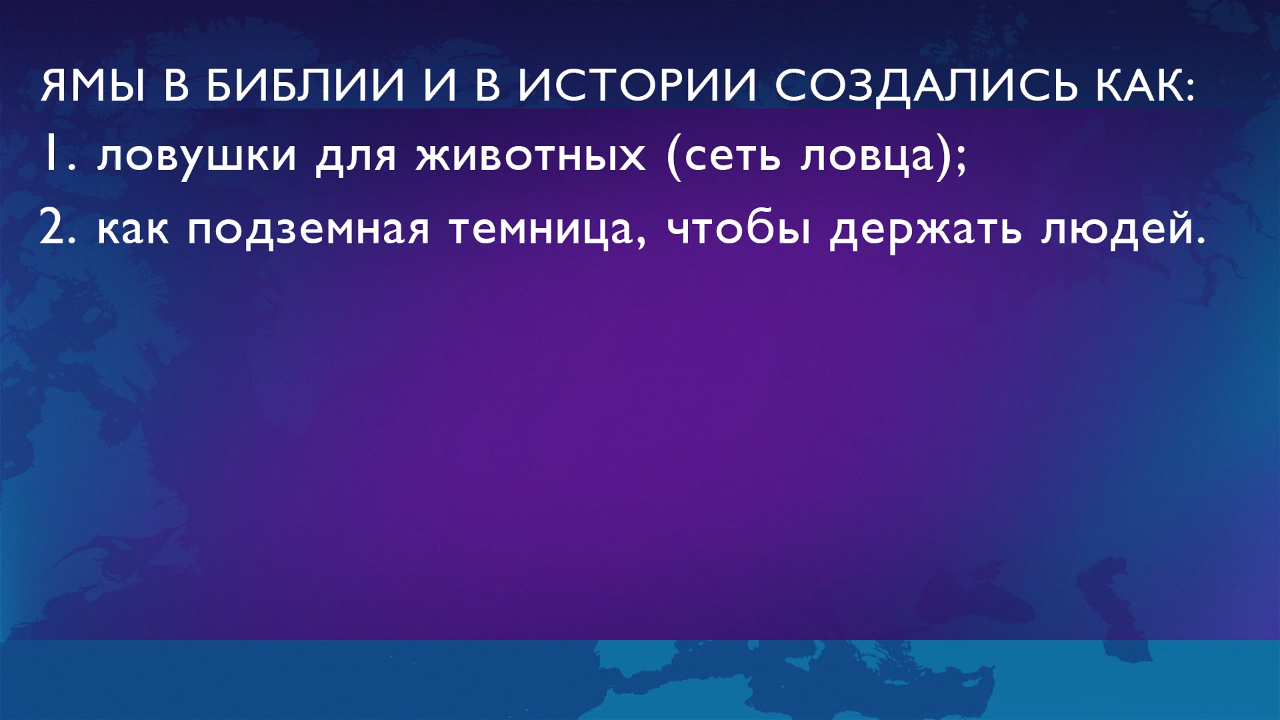 ЯМЫ В БИБЛИИ И В ИСТОРИИ СОЗДАЛИСЬ КАК:
1. ловушки для животных (сеть ловца);
2. как подземная темница, чтобы держать людей.